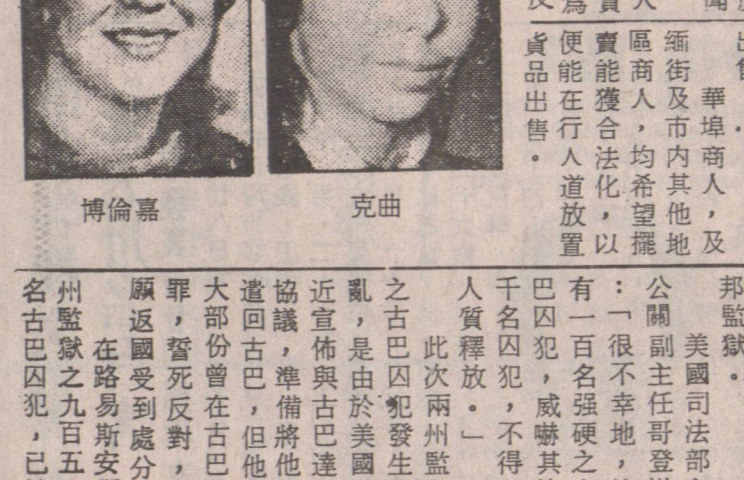 華埠商人，及
緬街及市內其他地
區商人，均希望擺
賣能獲合法化，以
便能在行人道放置
貨品出售。
曲克
嘉倫博
邦監獄。
美國司法部
公關副主任哥登
：「很不幸地，
有一百名强硬之
巴囚犯，威嚇其
千名囚犯，不得
人質釋放。」
此次兩州監
之古巴囚犯發生
亂，是由於美國
近宣佈與古巴達
協議，準備將他
遣回古巴，但他
大部份曾在古巴
罪，誓死反對，
願返國受到處分
在路易斯安
州監獄之九百五
名古巴囚犯，已